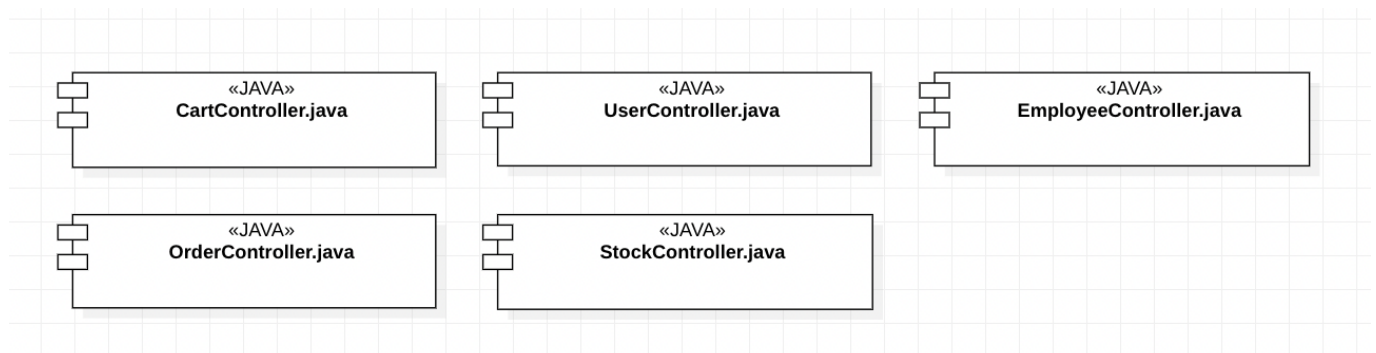 «JAVA»
CartController.java
«JAVA»
UserController.java
«JAVA»
EmployeeController.java
«JAVA»
OrderController.java
«JAVA»
StockController.java